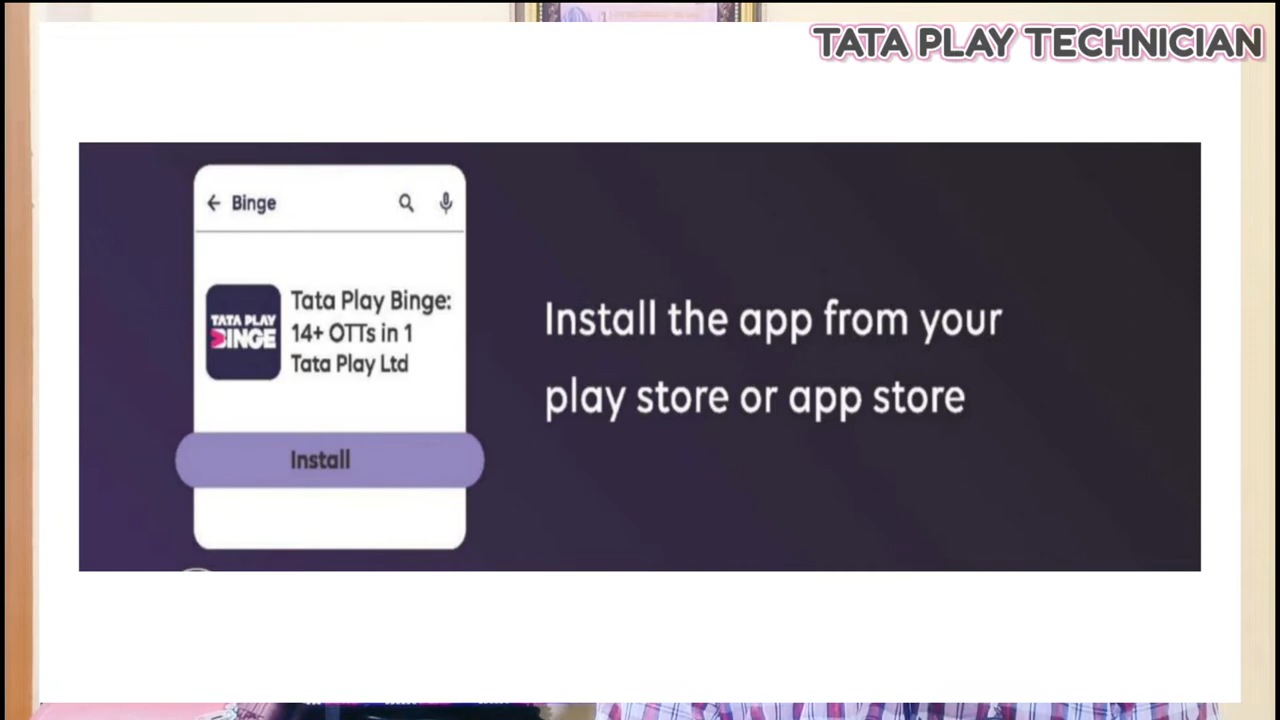 TATA PLAY TECHNICIAN
Binge
TATA PLAY
BINGE
Tata Play Binge:
14+ OTTs in 1
Tata Play Ltd
Install
Install the app from your
play store or app store